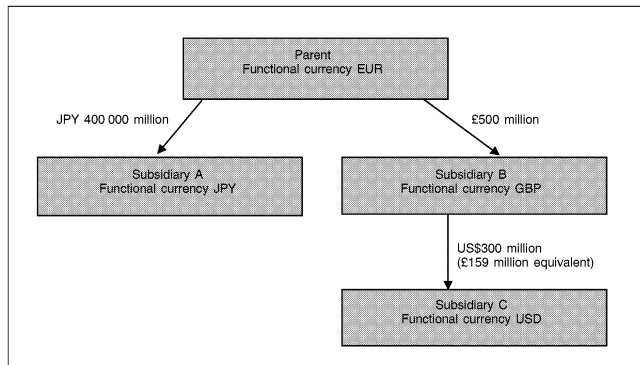 Parent
Functional currency EUR
JPY 400 000 million
£500 million
Subsidiary A
Functional currency JPY
Subsidiary B
Functional currency GBP
US$300 million
(£159 million equivalent)
Subsidiary C
Functional currency USD